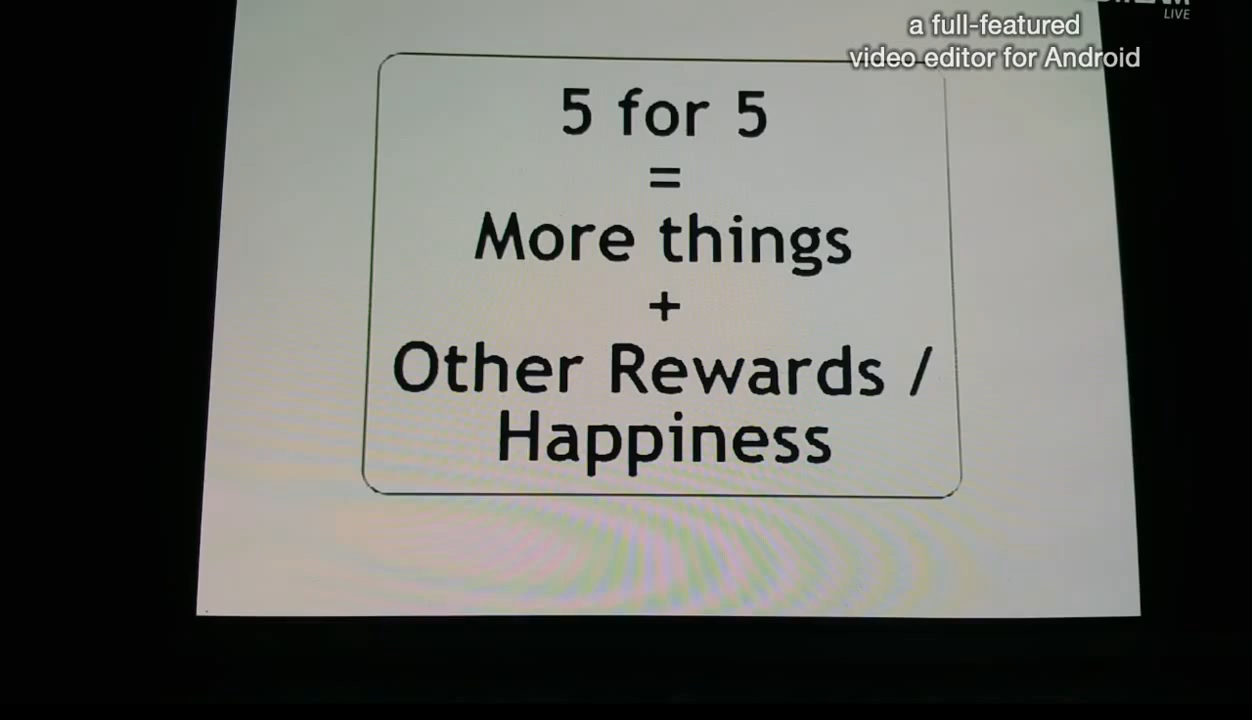 LIVE
a full-featured
video editor for Android
5 for 5
=
More things
+
Other Rewards /
Happiness